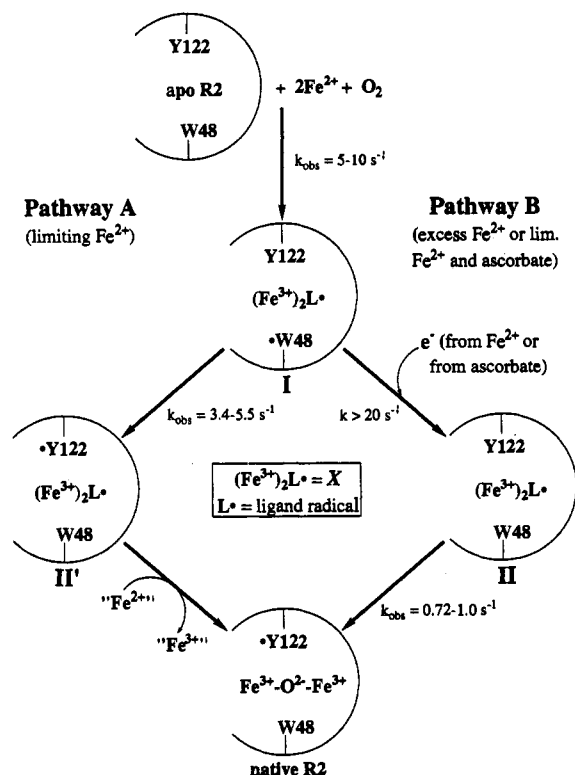 Y122
apo R2
W48
+ 2Fe²⁺ + O₂
k_obs = 5-10 s⁻¹
Pathway A
(limiting Fe²⁺)
Pathway B
(excess Fe²⁺ or lim.
Fe²⁺ and ascorbate)
Y122
(Fe³⁺)₂L•
•W48
I
e⁻ (from Fe²⁺ or
from ascorbate)
k_obs = 3.4-5.5 s⁻¹
k > 20 s⁻¹
•Y122
(Fe³⁺)₂L•
W48
II'
(Fe³⁺)₂L• = X
L• = ligand radical
Y122
(Fe³⁺)₂L•
W48
II
"Fe²⁺"
"Fe³⁺"
k_obs = 0.72-1.0 s⁻¹
•Y122
Fe³⁺-O²⁻-Fe³⁺
W48
native R2